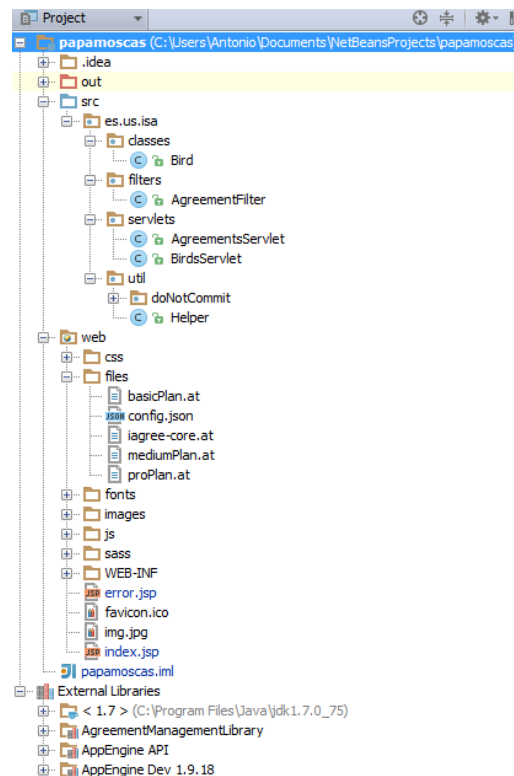 Project
papamoscas (C:\Users\Antonio\Documents\NetBeansProjects\papamoscas
.idea
out
src
es.us.isa
classes
Bird
filters
AgreementFilter
servlets
AgreementsServlet
BirdsServlet
util
doNotCommit
Helper
web
css
files
basicPlan.at
JSON config.json
iagree-core.at
mediumPlan.at
proPlan.at
fonts
images
js
sass
WEB-INF
JSP error.jsp
favicon.ico
img.jpg
JSP index.jsp
papamoscas.iml
External Libraries
< 1.7 > (C:\Program Files\Java\jdk1.7.0_75)
AgreementManagementLibrary
AppEngine API
AppEngine Dev 1.9.18